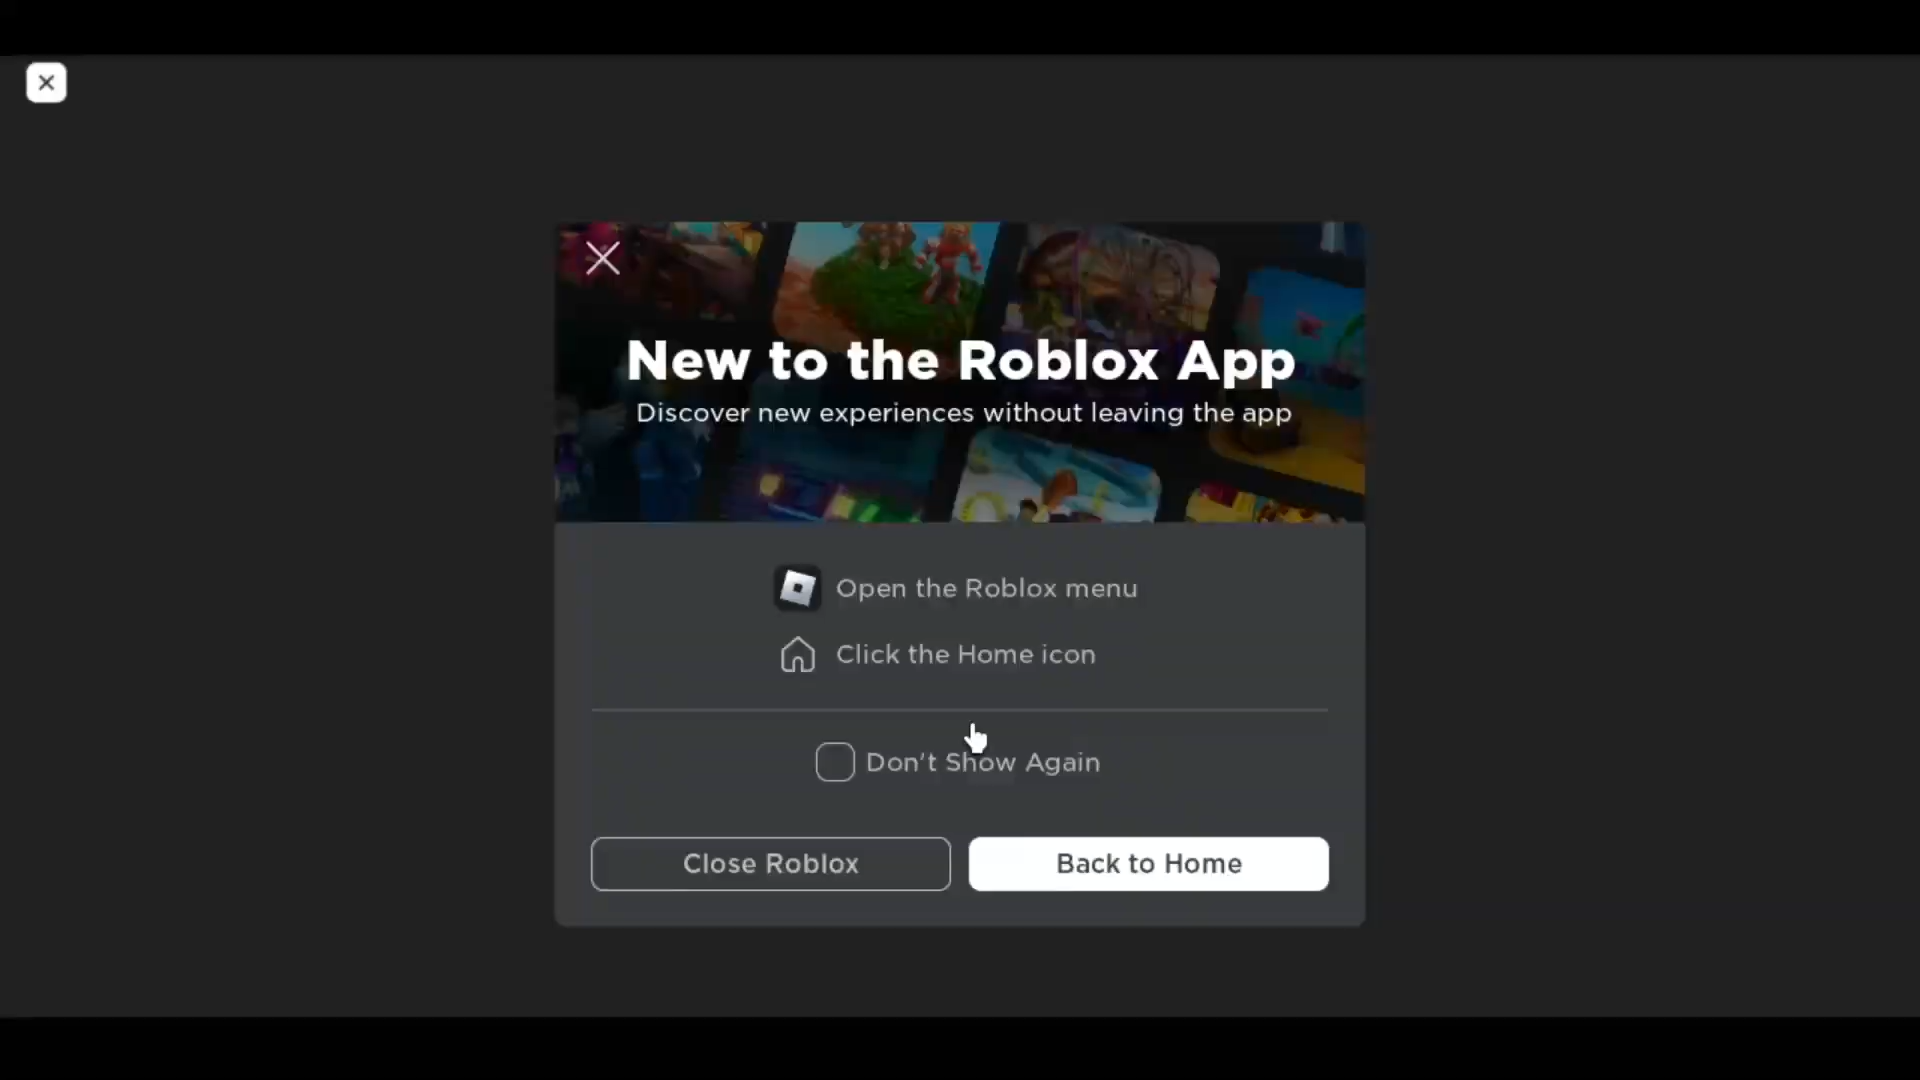 New to the Roblox App
Discover new experiences without leaving the app
Open the Roblox menu
Click the Home icon
Don't Show Again
Close Roblox
Back to Home